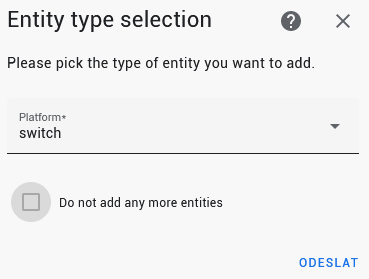 Entity type selection
Please pick the type of entity you want to add.
Platform*
switch
Do not add any more entities
ODESLAT